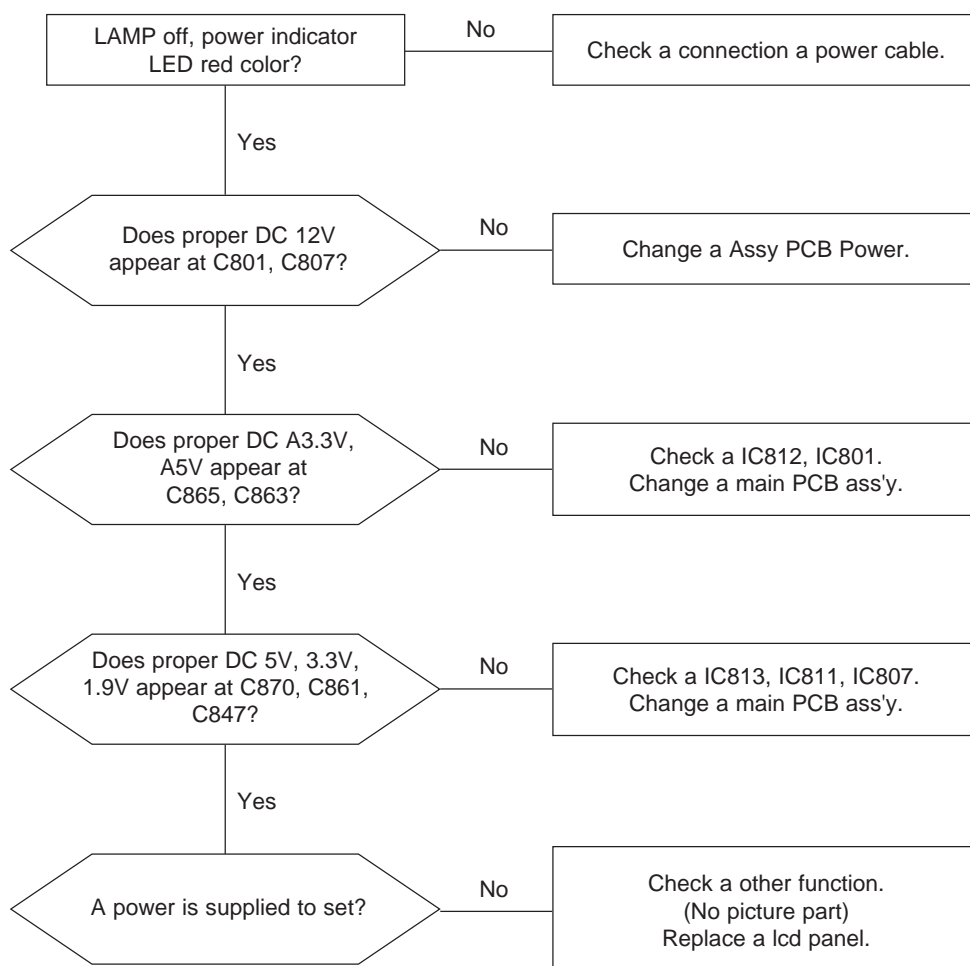 LAMP off, power indicator
LED red color?
No
Check a connection a power cable.
Yes
Does proper DC 12V
appear at C801, C807?
No
Change a Assy PCB Power.
Yes
Does proper DC A3.3V,
A5V appear at
C865, C863?
No
Check a IC812, IC801.
Change a main PCB ass'y.
Yes
Does proper DC 5V, 3.3V,
1.9V appear at C870, C861,
C847?
No
Check a IC813, IC811, IC807.
Change a main PCB ass'y.
Yes
A power is supplied to set?
No
Check a other function.
(No picture part)
Replace a lcd panel.